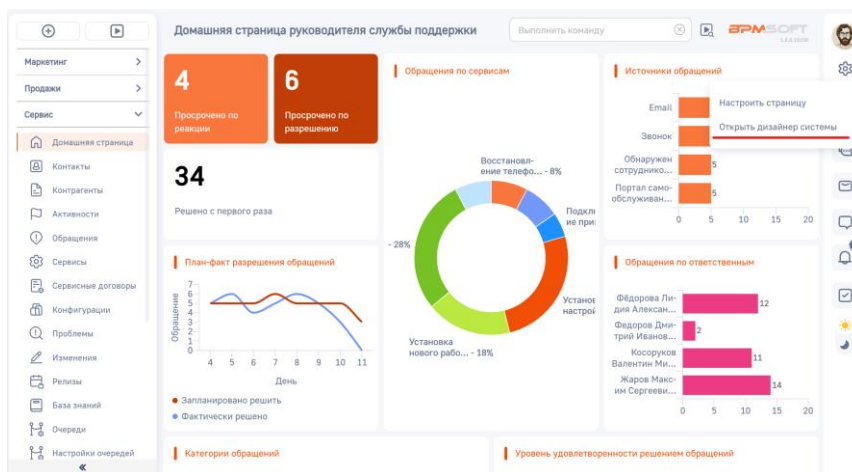 Домашняя страница руководителя службы поддержки
Выполнить команду
BPMSOFT
Маркетинг
Продажи
Сервис
Домашняя страница
Контакты
Контрагенты
Активности
Обращения
Сервисы
Сервисные договоры
Конфигурации
Проблемы
Изменения
Релизы
База знаний
Очереди
Настройки очередей
4
Просрочено по
реакции
6
Просрочено по
разрешению
34
Решено с первого раза
План-факт разрешения обращений
Обращение
7
6
5
4
3
2
1
0
4 5 6 7 8 9 10 11
День
Запланировано решить
Фактически решено
Обращения по сервисам
Восстановл-
ение телефо... - 8%
Подкл
ие при
- 28%
Установ
настрой
Установка
нового рабо... - 18%
Источники обращений
Настроить страницу
Открыть дизайнер системы
Email
Звонок
Обнаружен
сотруднико...
5
Портал само-
обслуживан...
5
0 5 10 15 20
Обращения по ответственным
Фёдорова Ли-
дия Алексан...
12
Федоров Дми-
трий Иванов...
2
Косоруков
Валентин Ми...
11
Жаров Макс-
им Сергееви...
14
0 5 10 15 20
Категории обращений
Уровень удовлетворенности решением обращений